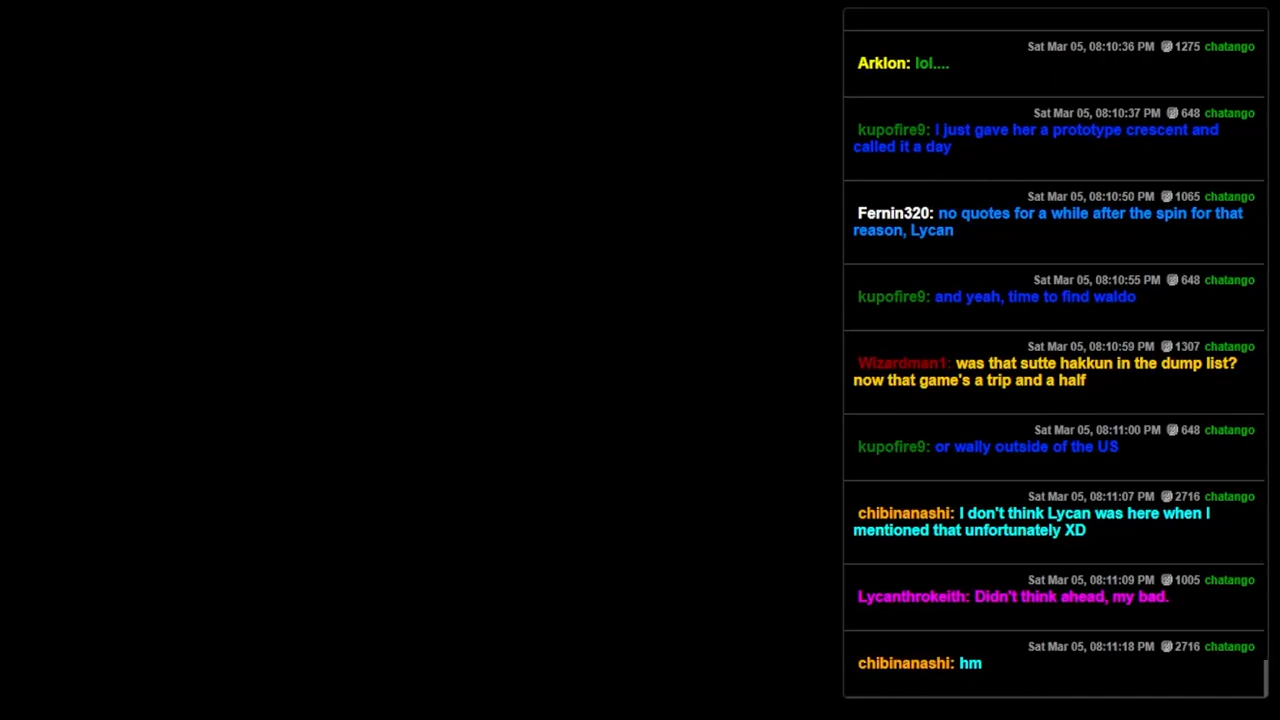 Sat Mar 05, 08:10:36 PM 1275 chatango
Arklon: lol....
Sat Mar 05, 08:10:37 PM 648 chatango
kupofire9: I just gave her a prototype crescent and
called it a day
Sat Mar 05, 08:10:50 PM 1065 chatango
Fernin320: no quotes for a while after the spin for that
reason, Lycan
Sat Mar 05, 08:10:55 PM 648 chatango
kupofire9: and yeah, time to find waldo
Sat Mar 05, 08:10:59 PM 1307 chatango
Wizardman1: was that sutte hakkun in the dump list?
now that game's a trip and a half
Sat Mar 05, 08:11:00 PM 648 chatango
kupofire9: or wally outside of the US
Sat Mar 05, 08:11:07 PM 2716 chatango
chibinanashi: I don't think Lycan was here when I
mentioned that unfortunately XD
Sat Mar 05, 08:11:09 PM 1005 chatango
Lycanthrokeith: Didn't think ahead, my bad.
Sat Mar 05, 08:11:18 PM 2716 chatango
chibinanashi: hm